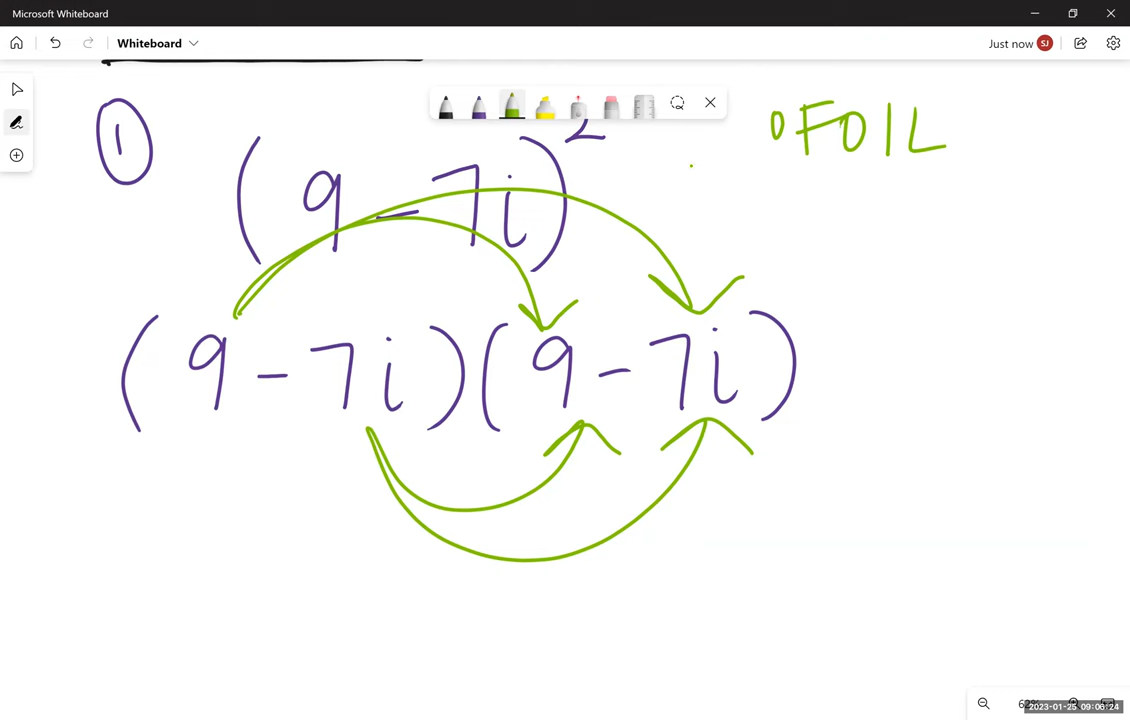 Microsoft Whiteboard
Whiteboard
Just now SJ
① (9 - 7i)²
FOIL
(9 - 7i)(9 - 7i)
2023-01-25 09:06:24